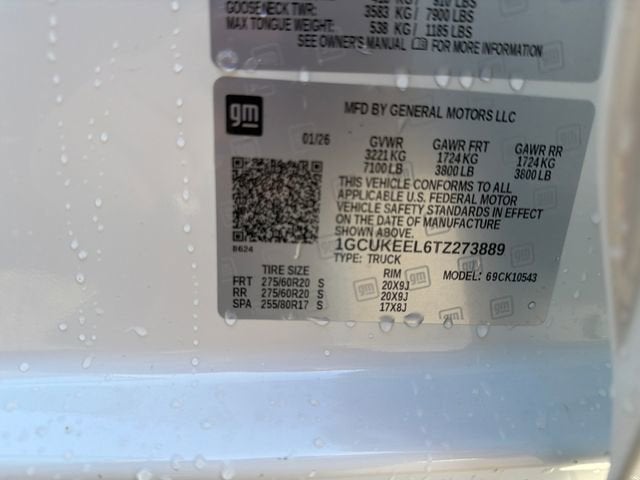 GOOSENECK TWR: 3583 KG / 7900 LBS
MAX TONGUE WEIGHT: 538 KG / 1185 LBS
SEE OWNER'S MANUAL FOR MORE INFORMATION
gm
MFD BY GENERAL MOTORS LLC
01/26 GVWR GAWR FRT GAWR RR
3221 KG 1724 KG 1724 KG
7100 LB 3800 LB 3800 LB
THIS VEHICLE CONFORMS TO ALL
APPLICABLE U.S. FEDERAL MOTOR
VEHICLE SAFETY STANDARDS IN EFFECT
ON THE DATE OF MANUFACTURE
SHOWN ABOVE.
8624
1GCUKEEL6TZ273889
TYPE: TRUCK
TIRE SIZE RIM MODEL: 69CK10543
FRT 275/60R20 S 20X9J
RR 275/60R20 S 20X9J
SPA 255/80R17 S 17X8J